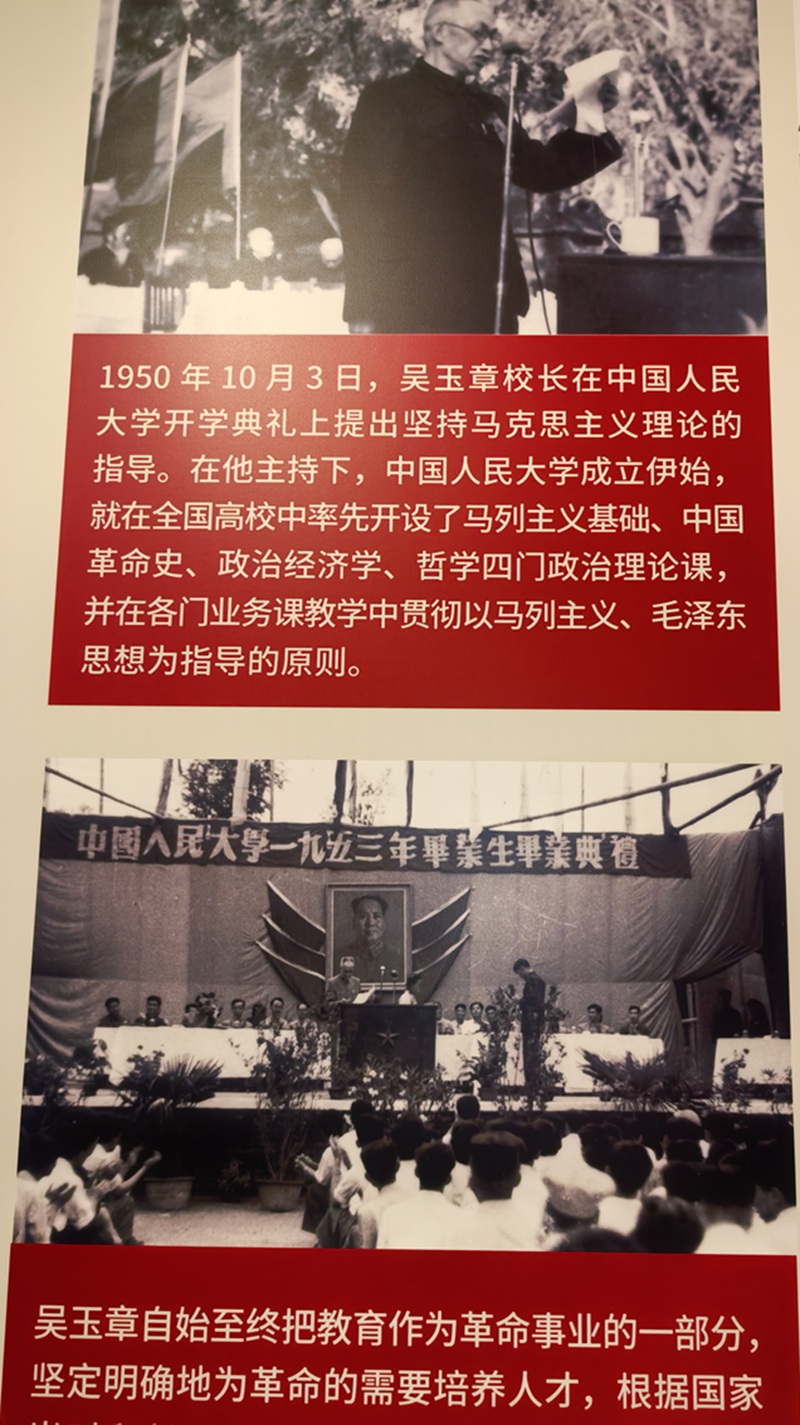 1950 年 10 月 3 日，吴玉章校长在中国人民
大学开学典礼上提出坚持马克思主义理论的
指导。在他主持下，中国人民大学成立伊始，
就在全国高校中率先开设了马列主义基础、中国
革命史、政治经济学、哲学四门政治理论课，
并在各门业务课教学中贯彻以马列主义、毛泽东
思想为指导的原则。
中國人民大學一九五三年畢業生畢業典禮
吴玉章自始至终把教育作为革命事业的一部分，
坚定明确地为革命的需要培养人才，根据国家